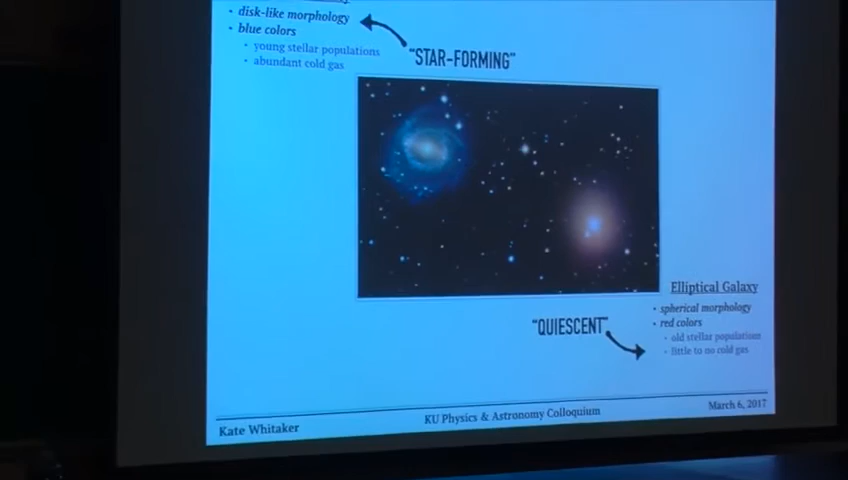 • disk-like morphology
• blue colors
• young stellar populations
• abundant cold gas
"STAR-FORMING"
Elliptical Galaxy
• spherical morphology
• red colors
• old stellar populations
• little to no cold gas
"QUIESCENT"
Kate Whitaker
KU Physics & Astronomy Colloquium
March 6, 2017